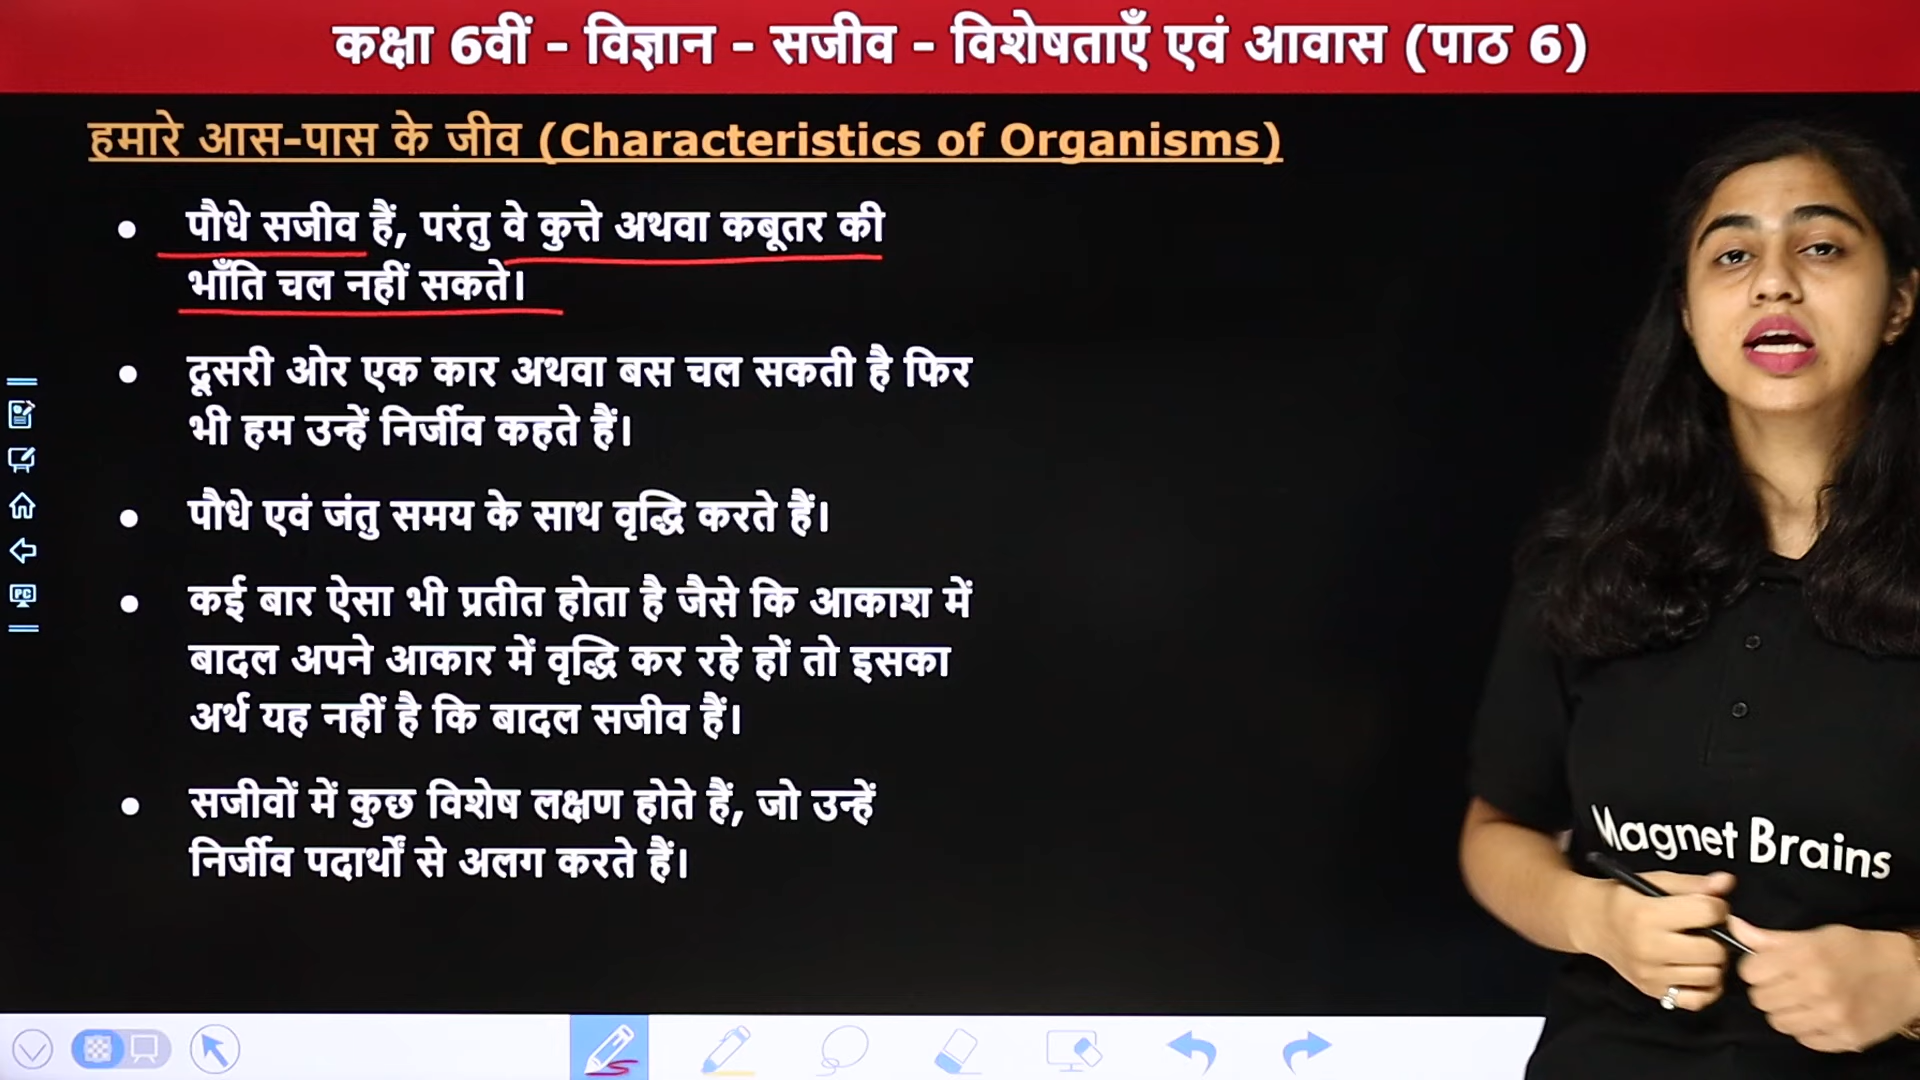 कक्षा 6वीं – विज्ञान – सजीव – विशेषताएँ एवं आवास (पाठ 6)
हमारे आस-पास के जीव (Characteristics of Organisms)
• पौधे सजीव हैं, परंतु वे कुत्ते अथवा कबूतर की
भाँति चल नहीं सकते।
• दूसरी ओर एक कार अथवा बस चल सकती है फिर
भी हम उन्हें निर्जीव कहते हैं।
• पौधे एवं जंतु समय के साथ वृद्धि करते हैं।
• कई बार ऐसा भी प्रतीत होता है जैसे कि आकाश में
बादल अपने आकार में वृद्धि कर रहे हों तो इसका
अर्थ यह नहीं है कि बादल सजीव हैं।
• सजीवों में कुछ विशेष लक्षण होते हैं, जो उन्हें
निर्जीव पदार्थों से अलग करते हैं।
PC
Magnet Brains